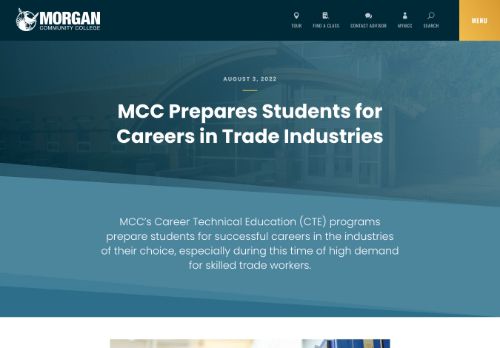 MORGAN
COMMUNITY COLLEGE
TOUR
FIND A CLASS
CONTACT ADVISOR
MYMCC
SEARCH
MENU
AUGUST 3, 2022
MCC Prepares Students for
Careers in Trade Industries
MCC's Career Technical Education (CTE) programs
prepare students for successful careers in the industries
of their choice, especially during this time of high demand
for skilled trade workers.